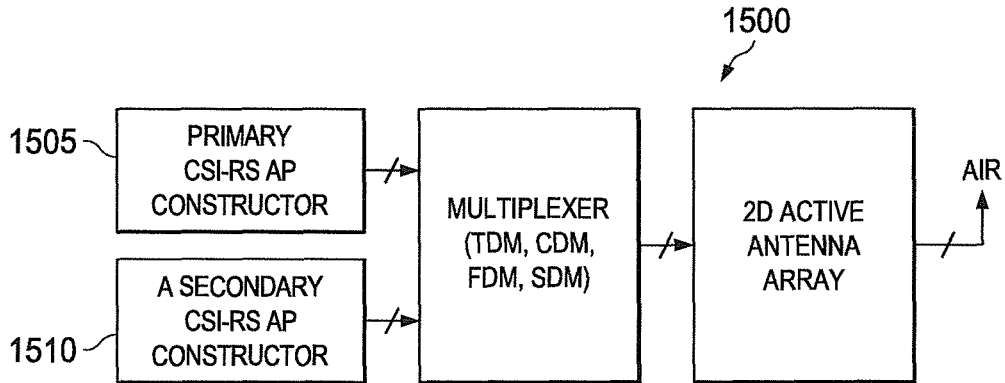 1500
1505
PRIMARY
CSI-RS AP
CONSTRUCTOR
1510
A SECONDARY
CSI-RS AP
CONSTRUCTOR
MULTIPLEXER
(TDM, CDM,
FDM, SDM)
2D ACTIVE
ANTENNA
ARRAY
AIR